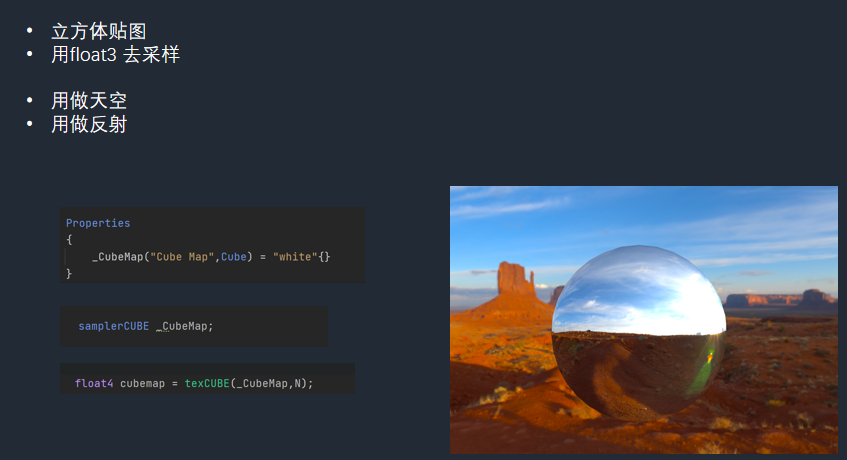 • 立方体贴图
• 用float3 去采样
• 用做天空
• 用做反射
Properties
{
_CubeMap("Cube Map",Cube) = "white"{}
}
samplerCUBE _CubeMap;
float4 cubemap = texCUBE(_CubeMap,N);